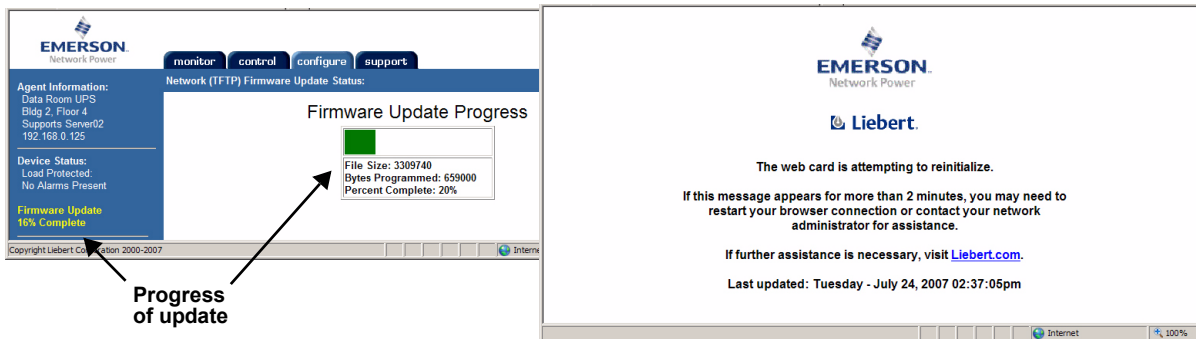 EMERSON
Network Power
monitor control configure support
Network (TFTP) Firmware Update Status:
Agent Information:
Data Room UPS
Bldg 2, Floor 4
Supports Server02
192.168.0.125
Device Status:
Load Protected:
No Alarms Present
Firmware Update
16% Complete
Firmware Update Progress
File Size: 3309740
Bytes Programmed: 659000
Percent Complete: 20%
Copyright Liebert Corporation 2000-2007
Interne
Progress
of update
EMERSON
Network Power
Liebert
The web card is attempting to reinitialize.
If this message appears for more than 2 minutes, you may need to
restart your browser connection or contact your network
administrator for assistance.
If further assistance is necessary, visit Liebert.com.
Last updated: Tuesday - July 24, 2007 02:37:05pm
Internet
100%